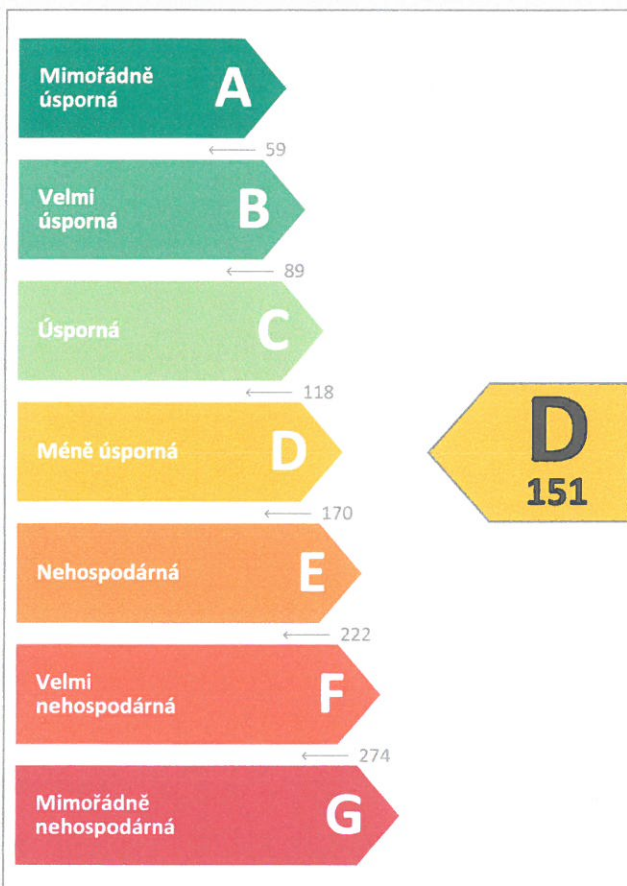 Mimořádně
úsporná
A
59
Velmi
úsporná
B
89
Úsporná
C
118
Méně úsporná
D
170
D
151
Nehospodárná
E
222
Velmi
nehospodárná
F
274
Mimořádně
nehospodárná
G